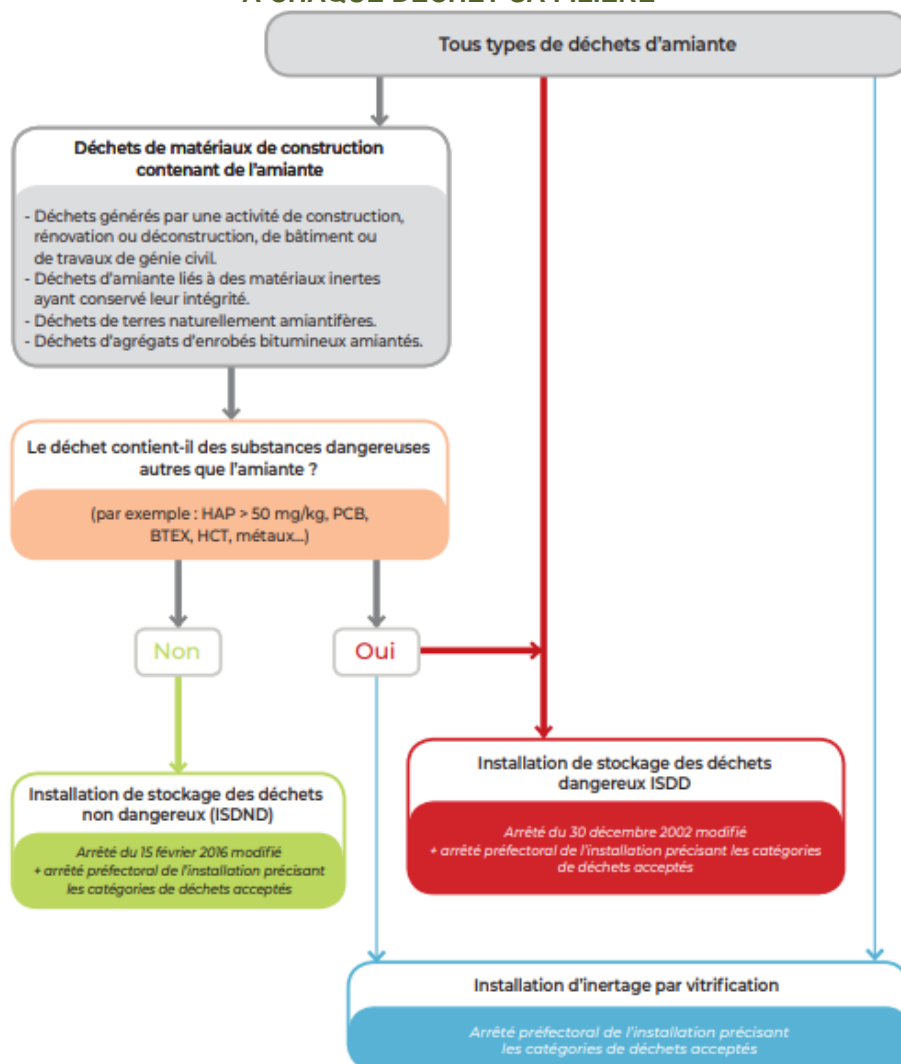 À CHAQUE DÉCHET SA FILIÈRE
Tous types de déchets d'amiante
Déchets de matériaux de construction
contenant de l'amiante
- Déchets générés par une activité de construction,
rénovation ou déconstruction, de bâtiment ou
de travaux de génie civil.
- Déchets d'amiante liés à des matériaux inertes
ayant conservé leur intégrité.
- Déchets de terres naturellement amiantifères.
- Déchets d'agrégats d'enrobés bitumineux amiantés.
Le déchet contient-il des substances dangereuses
autres que l'amiante ?
(par exemple : HAP > 50 mg/kg, PCB,
BTEX, HCT, métaux...)
Non
Oui
Installation de stockage des déchets
dangereux ISDD
Arrêté du 30 décembre 2002 modifié
+ arrêté préfectoral de l'installation précisant les catégories
de déchets acceptés
Installation de stockage des déchets
non dangereux (ISDND)
Arrêté du 15 février 2016 modifié
+ arrêté préfectoral de l'installation précisant
les catégories de déchets acceptés
Installation d'inertage par vitrification
Arrêté préfectoral de l'installation précisant
les catégories de déchets acceptés